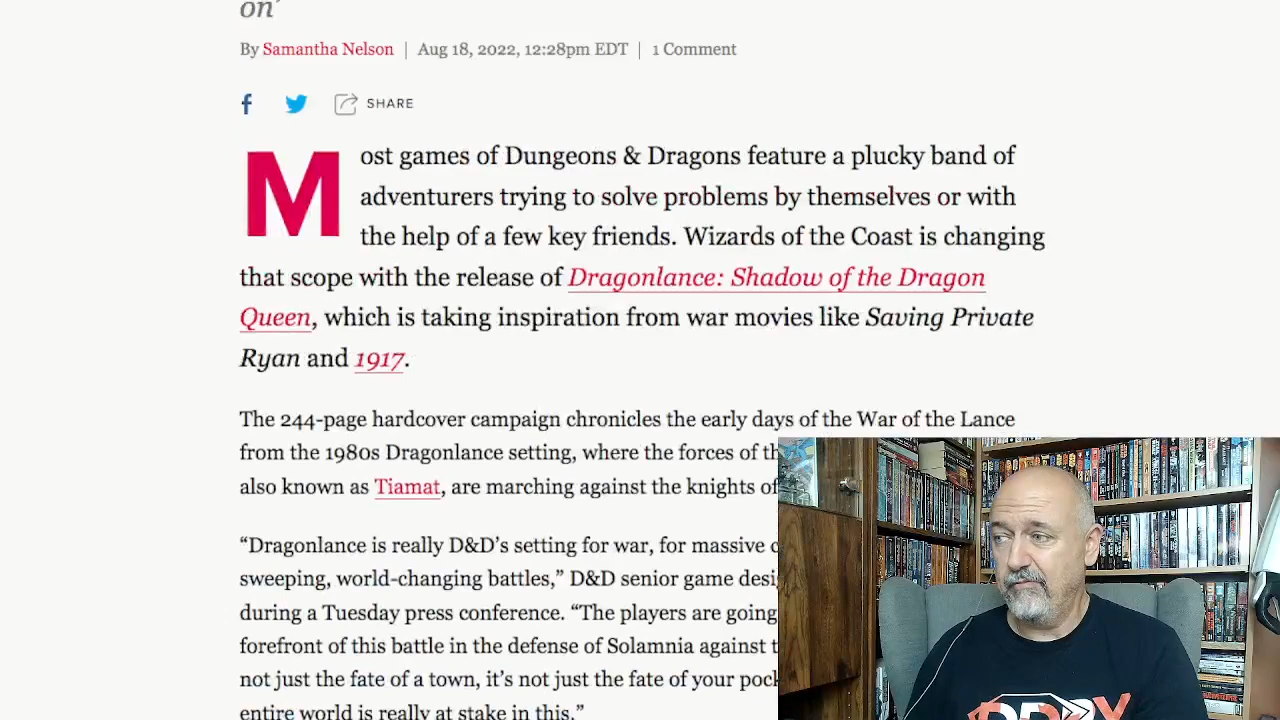 on'
By Samantha Nelson | Aug 18, 2022, 12:28pm EDT | 1 Comment
SHARE
Most games of Dungeons & Dragons feature a plucky band of
adventurers trying to solve problems by themselves or with
the help of a few key friends. Wizards of the Coast is changing
that scope with the release of Dragonlance: Shadow of the Dragon
Queen, which is taking inspiration from war movies like Saving Private
Ryan and 1917.
The 244-page hardcover campaign chronicles the early days of the War of the Lance
from the 1980s Dragonlance setting, where the forces of
also known as Tiamat, are marching against the knights of
“Dragonlance is really D&D’s setting for war, for massive
sweeping, world-changing battles,” D&D senior game
during a Tuesday press conference. “The players are going
forefront of this battle in the defense of Solamnia against
not just the fate of a town, it’s not just the fate of your
entire world is really at stake in this.”